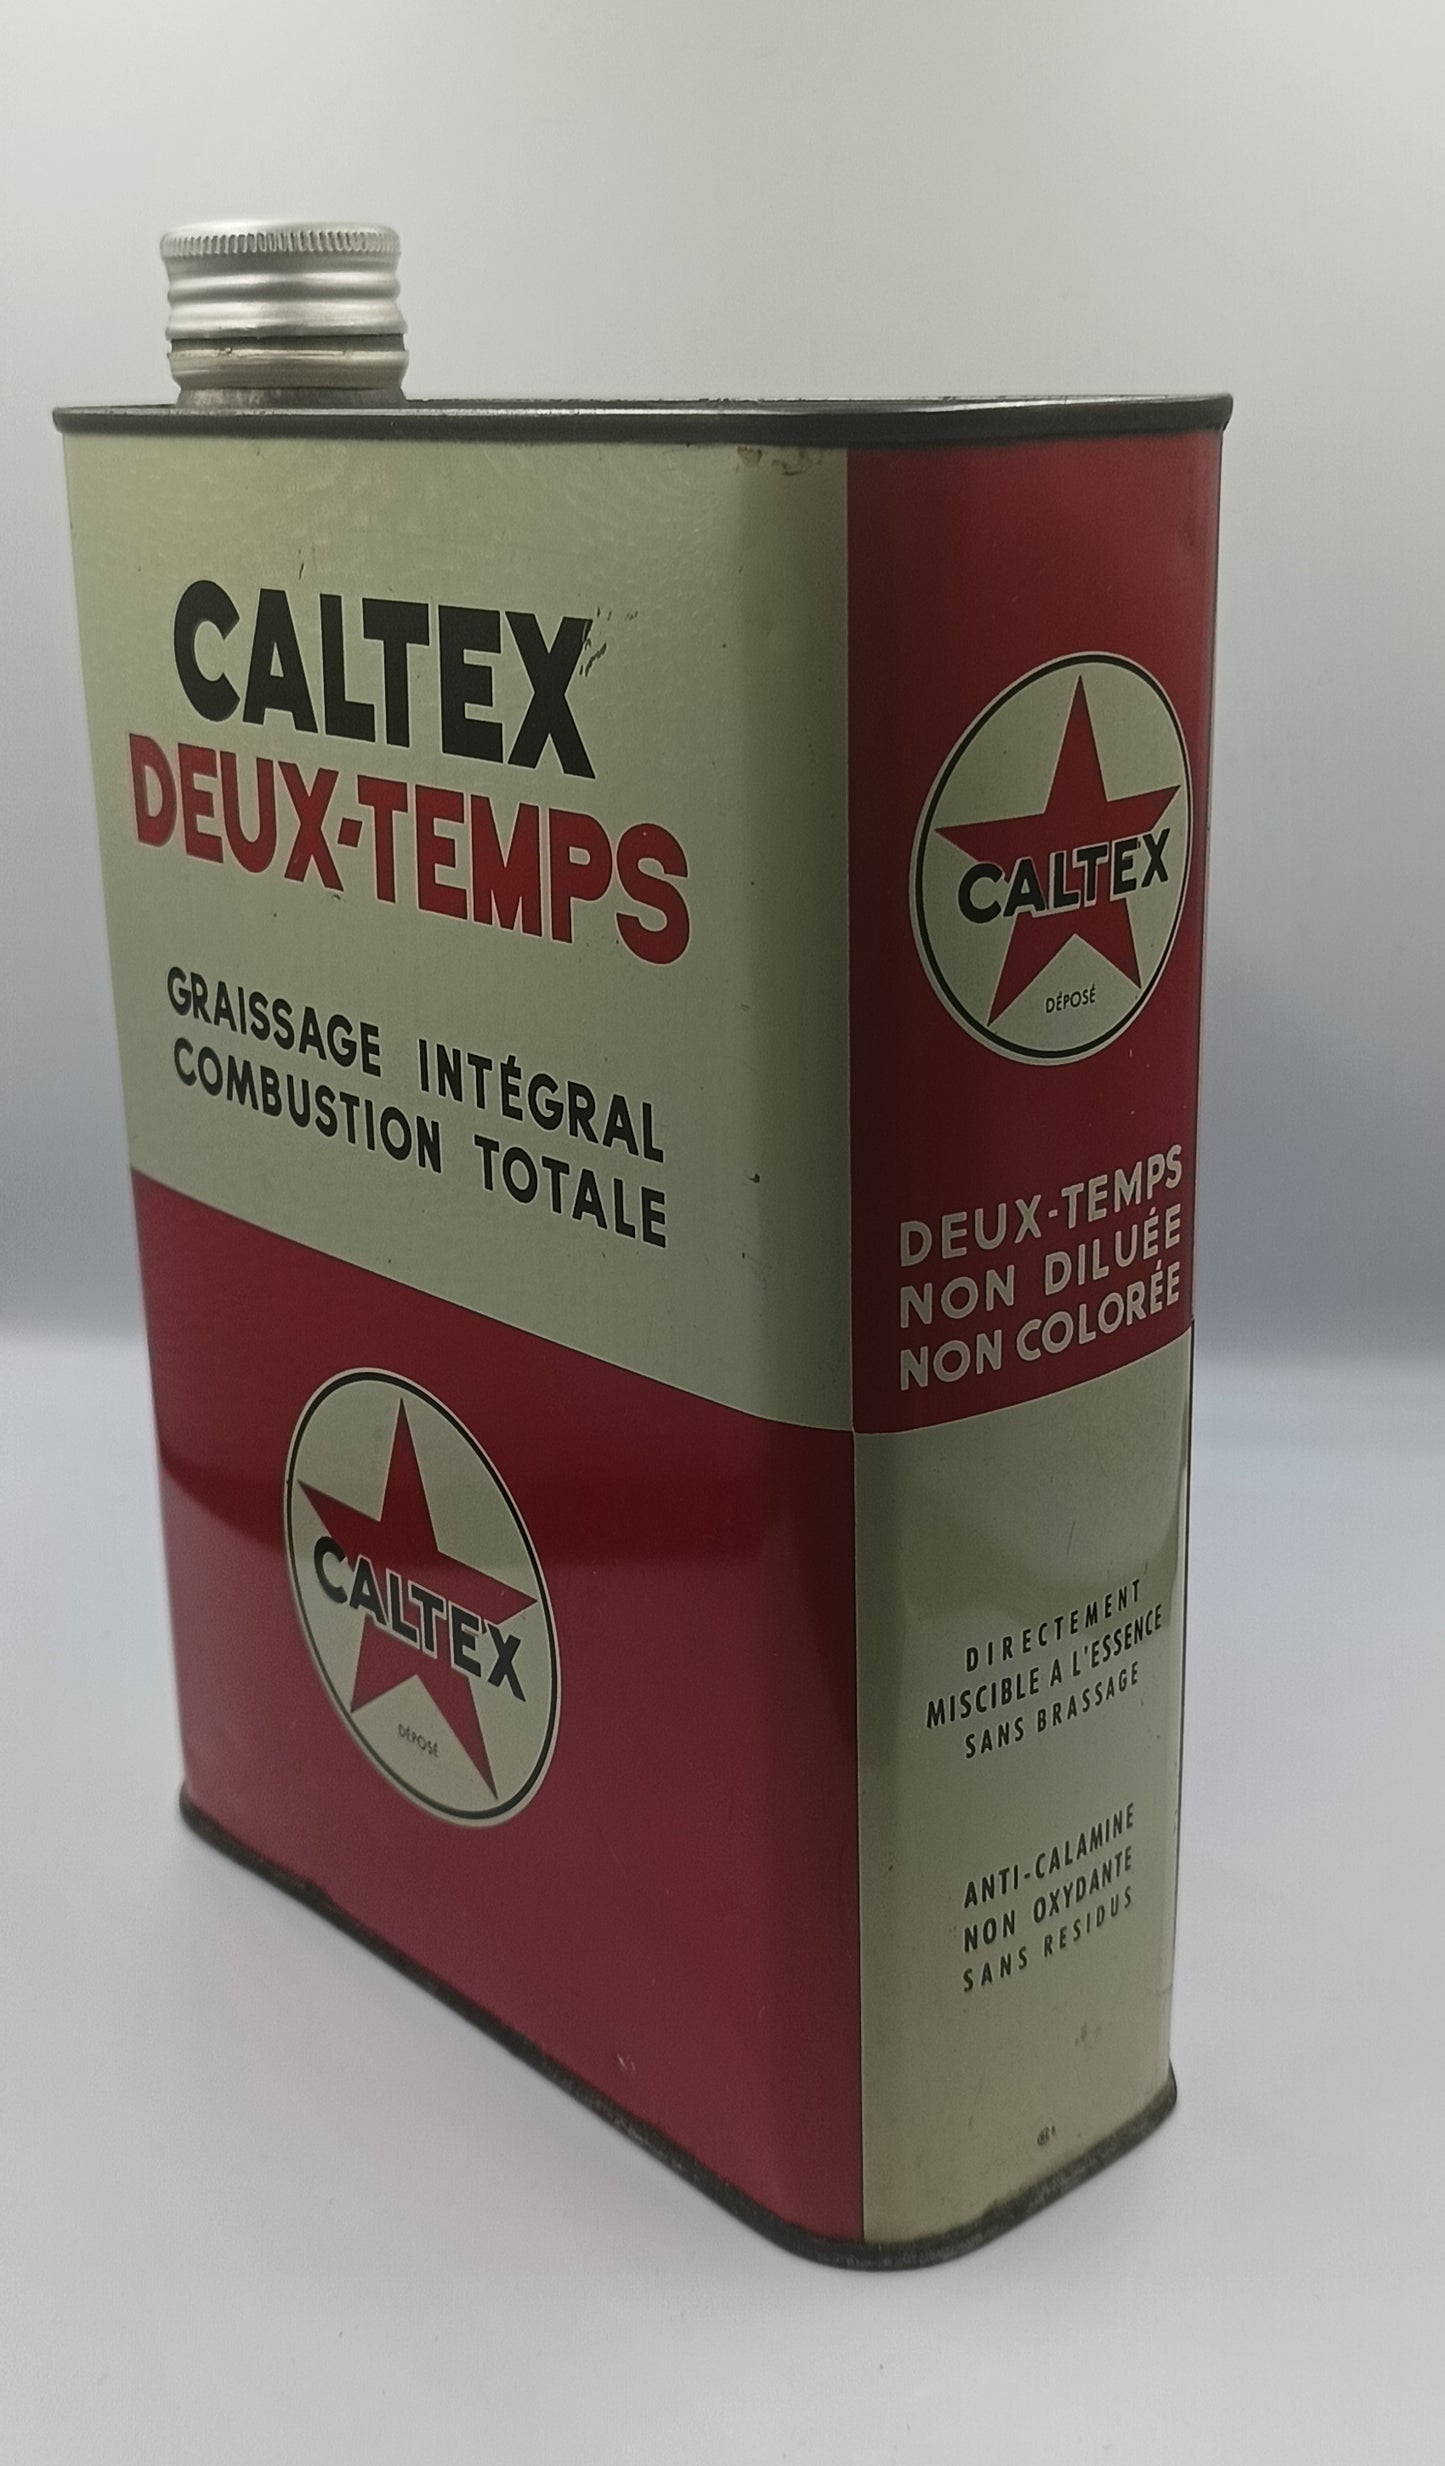 CALTEX
DEUX-TEMPS
GRAISSAGE INTÉGRAL
COMBUSTION TOTALE
CALTEX
DÉPOSÉ
CALTEX
DÉPOSÉ
DEUX-TEMPS
NON DILUÉE
NON COLORÉE
DIRECTEMENT
MISCIBLE A L'ESSENCE
SANS BRASSAGE
ANTI-CALAMINE
NON OXYDANTE
SANS RESIDUS